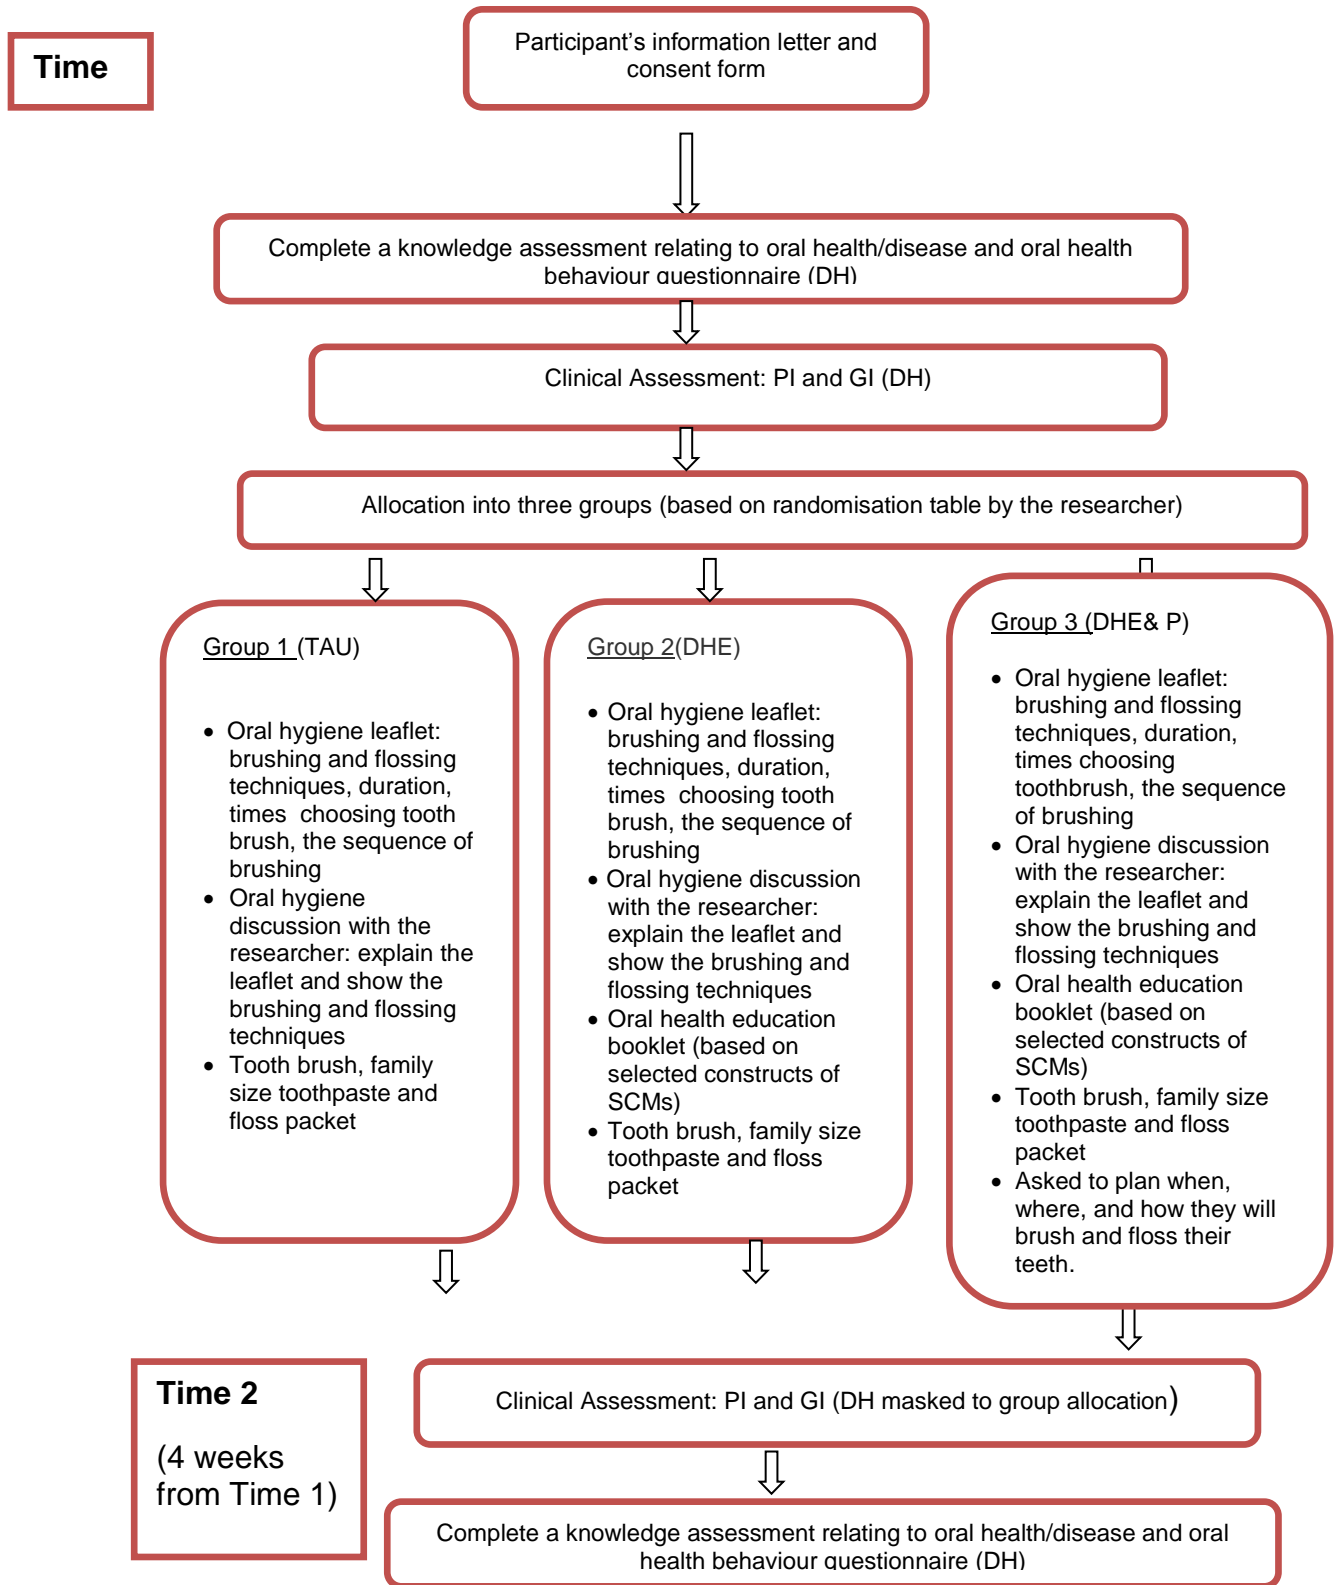 Time
Participant’s information letter and
consent form
Complete a knowledge assessment relating to oral health/disease and oral health
behaviour questionnaire (DH)
Clinical Assessment: PI and GI (DH)
Allocation into three groups (based on randomisation table by the researcher)
Group 1 (TAU)
• Oral hygiene leaflet:
brushing and flossing
techniques, duration,
times choosing tooth
brush, the sequence of
brushing
• Oral hygiene
discussion with the
researcher: explain the
leaflet and show the
brushing and flossing
techniques
• Tooth brush, family
size toothpaste and
floss packet
Group 2(DHE)
• Oral hygiene leaflet:
brushing and flossing
techniques, duration,
times choosing tooth
brush, the sequence of
brushing
• Oral hygiene discussion
with the researcher:
explain the leaflet and
show the brushing and
flossing techniques
• Oral health education
booklet (based on
selected constructs of
SCMs)
• Tooth brush, family size
toothpaste and floss
packet
Group 3 (DHE& P)
• Oral hygiene leaflet:
brushing and flossing
techniques, duration,
times choosing
toothbrush, the sequence
of brushing
• Oral hygiene discussion
with the researcher:
explain the leaflet and
show the brushing and
flossing techniques
• Oral health education
booklet (based on
selected constructs of
SCMs)
• Tooth brush, family size
toothpaste and floss
packet
• Asked to plan when,
where, and how they will
brush and floss their
teeth.
Time 2
(4 weeks
from Time 1)
Clinical Assessment: PI and GI (DH masked to group allocation)
Complete a knowledge assessment relating to oral health/disease and oral
health behaviour questionnaire (DH)